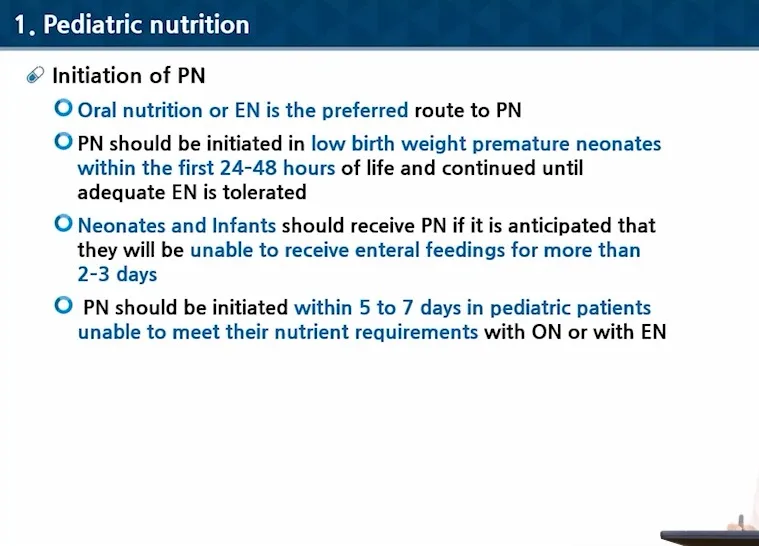 1. Pediatric nutrition
Initiation of PN
Oral nutrition or EN is the preferred route to PN
PN should be initiated in low birth weight premature neonates
within the first 24-48 hours of life and continued until
adequate EN is tolerated
Neonates and Infants should receive PN if it is anticipated that
they will be unable to receive enteral feedings for more than
2-3 days
PN should be initiated within 5 to 7 days in pediatric patients
unable to meet their nutrient requirements with ON or with EN